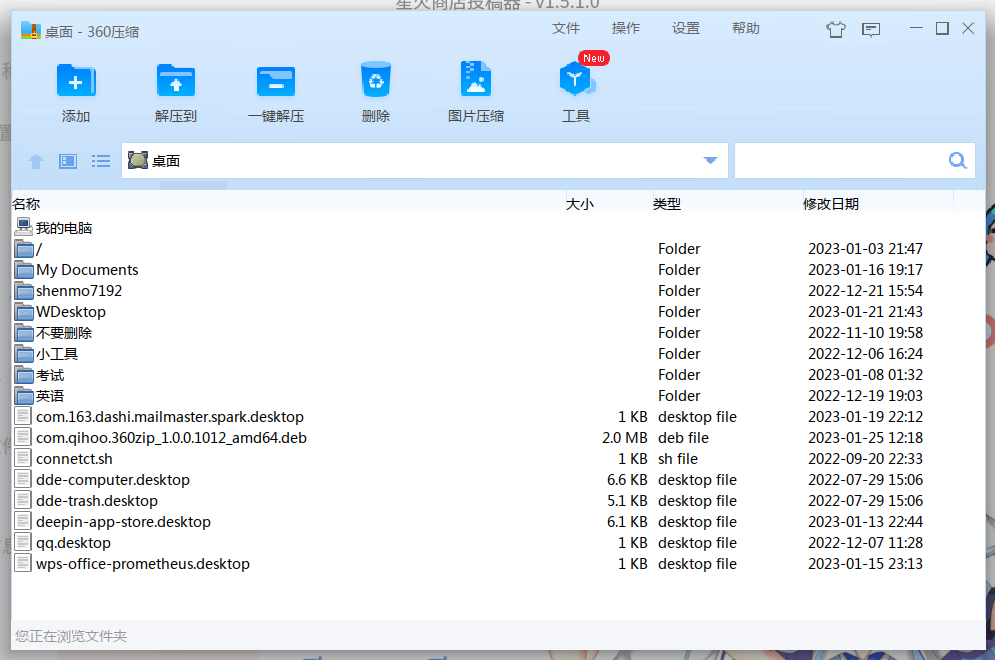 星火商店投稿器 - v1.5.1.0
桌面 - 360压缩
文件 操作 设置 帮助
New
添加 解压到 一键解压 删除 图片压缩 工具
桌面
名称 大小 类型 修改日期
我的电脑
/ Folder 2023-01-03 21:47
My Documents Folder 2023-01-16 19:17
shenmo7192 Folder 2022-12-21 15:54
WDesktop Folder 2023-01-21 21:43
不要删除 Folder 2022-11-10 19:58
小工具 Folder 2022-12-06 16:24
考试 Folder 2023-01-08 01:32
英语 Folder 2022-12-19 19:03
com.163.dashi.mailmaster.spark.desktop 1 KB desktop file 2023-01-19 22:12
com.qihoo.360zip_1.0.0.1012_amd64.deb 2.0 MB deb file 2023-01-25 12:18
connetct.sh 1 KB sh file 2022-09-20 22:33
dde-computer.desktop 6.6 KB desktop file 2022-07-29 15:06
dde-trash.desktop 5.1 KB desktop file 2022-07-29 15:06
deepin-app-store.desktop 6.1 KB desktop file 2023-01-13 22:44
qq.desktop 1 KB desktop file 2022-12-07 11:28
wps-office-prometheus.desktop 1 KB desktop file 2023-01-15 23:13
您正在浏览文件夹